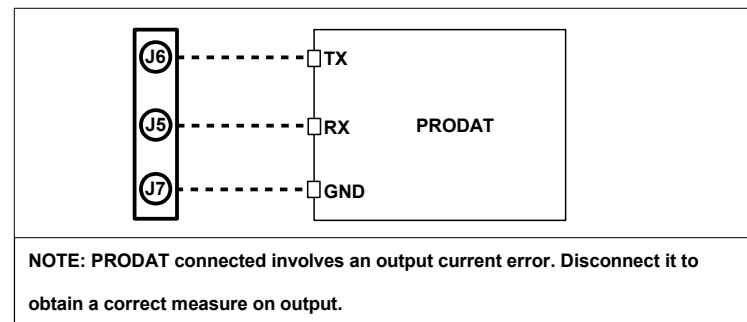 J6 TX
J5 RX PRODAT
J7 GND
NOTE: PRODAT connected involves an output current error. Disconnect it to
obtain a correct measure on output.